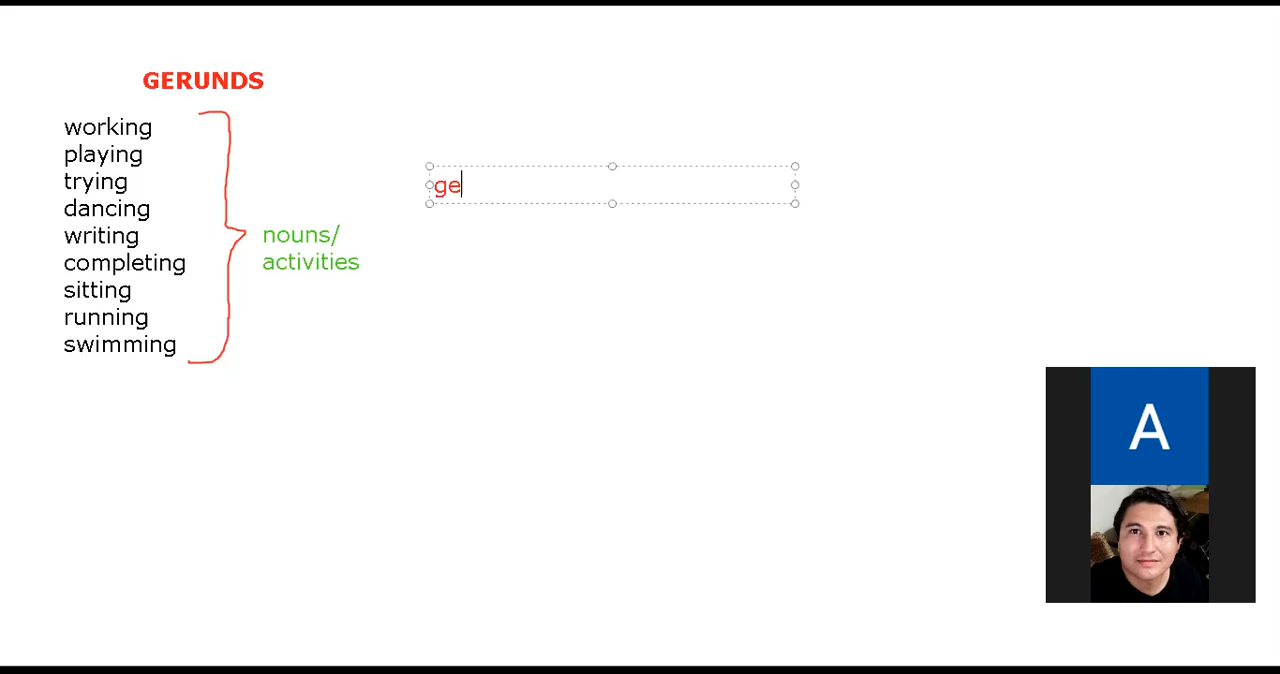 GERUNDS
working
playing
trying
dancing
writing
completing
sitting
running
swimming
nouns/
activities
ge
A